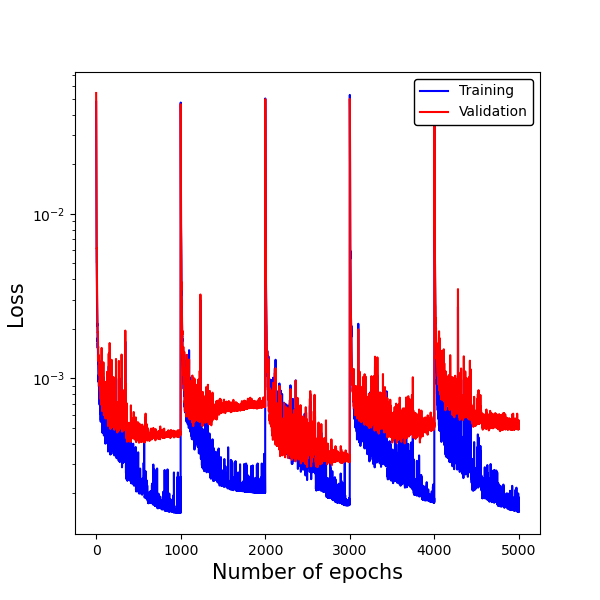 Training
Validation
10⁻²
10⁻³
Loss
0 1000 2000 3000 4000 5000
Number of epochs